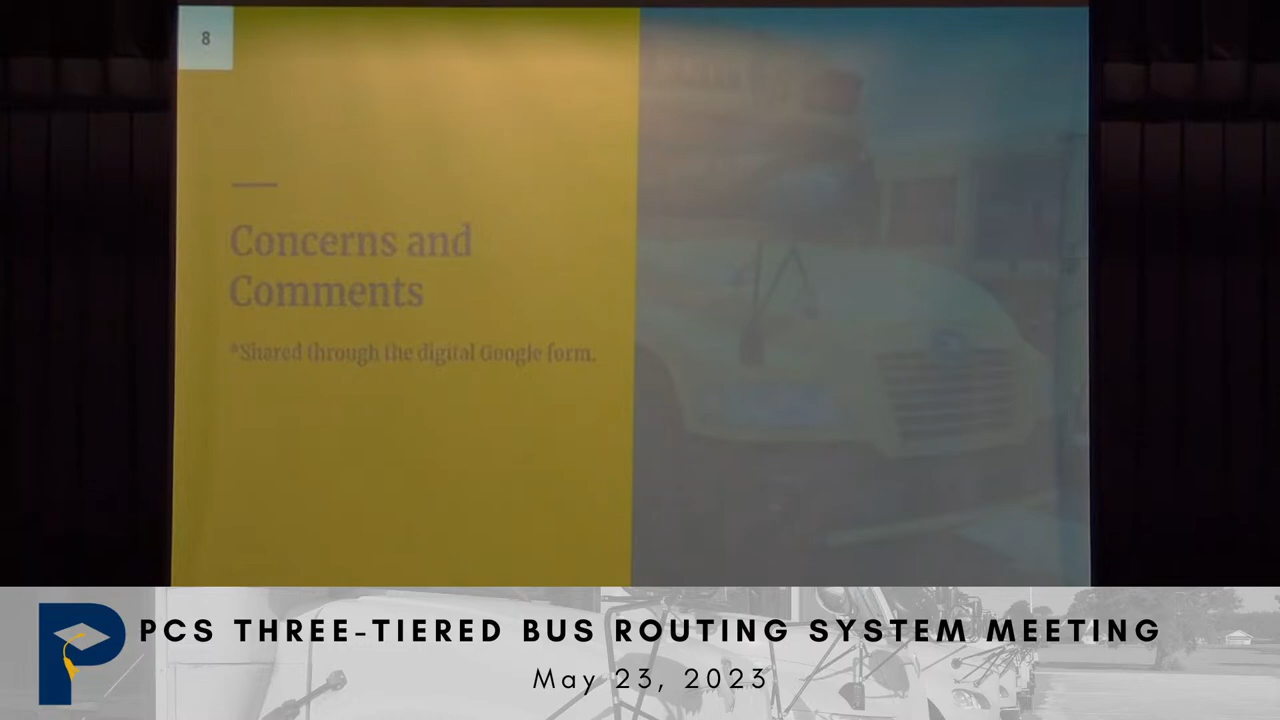 8
Concerns and
Comments
*Shared through the digital Google form.
PCS THREE-TIERED BUS ROUTING SYSTEM MEETING
May 23, 2023